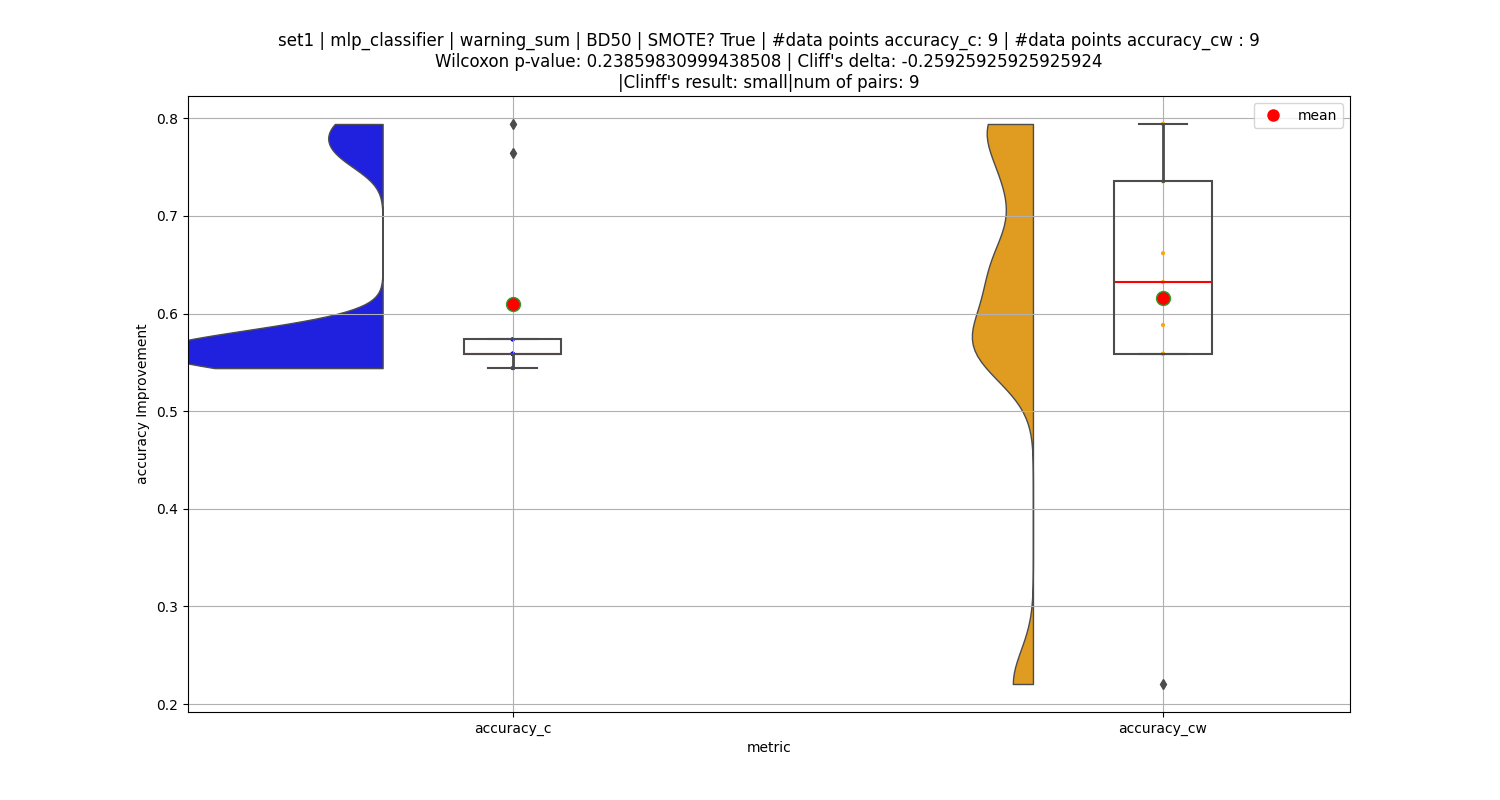 set1 | mlp_classifier | warning_sum | BD50 | SMOTE? True | #data points accuracy_c: 9 | #data points accuracy_cw : 9
Wilcoxon p-value: 0.23859830999438508 | Cliff's delta: -0.25925925925925924
|Clinff's result: small|num of pairs: 9
mean
0.8
0.7
0.6
0.5
0.4
0.3
0.2
accuracy Improvement
accuracy_c
accuracy_cw
metric